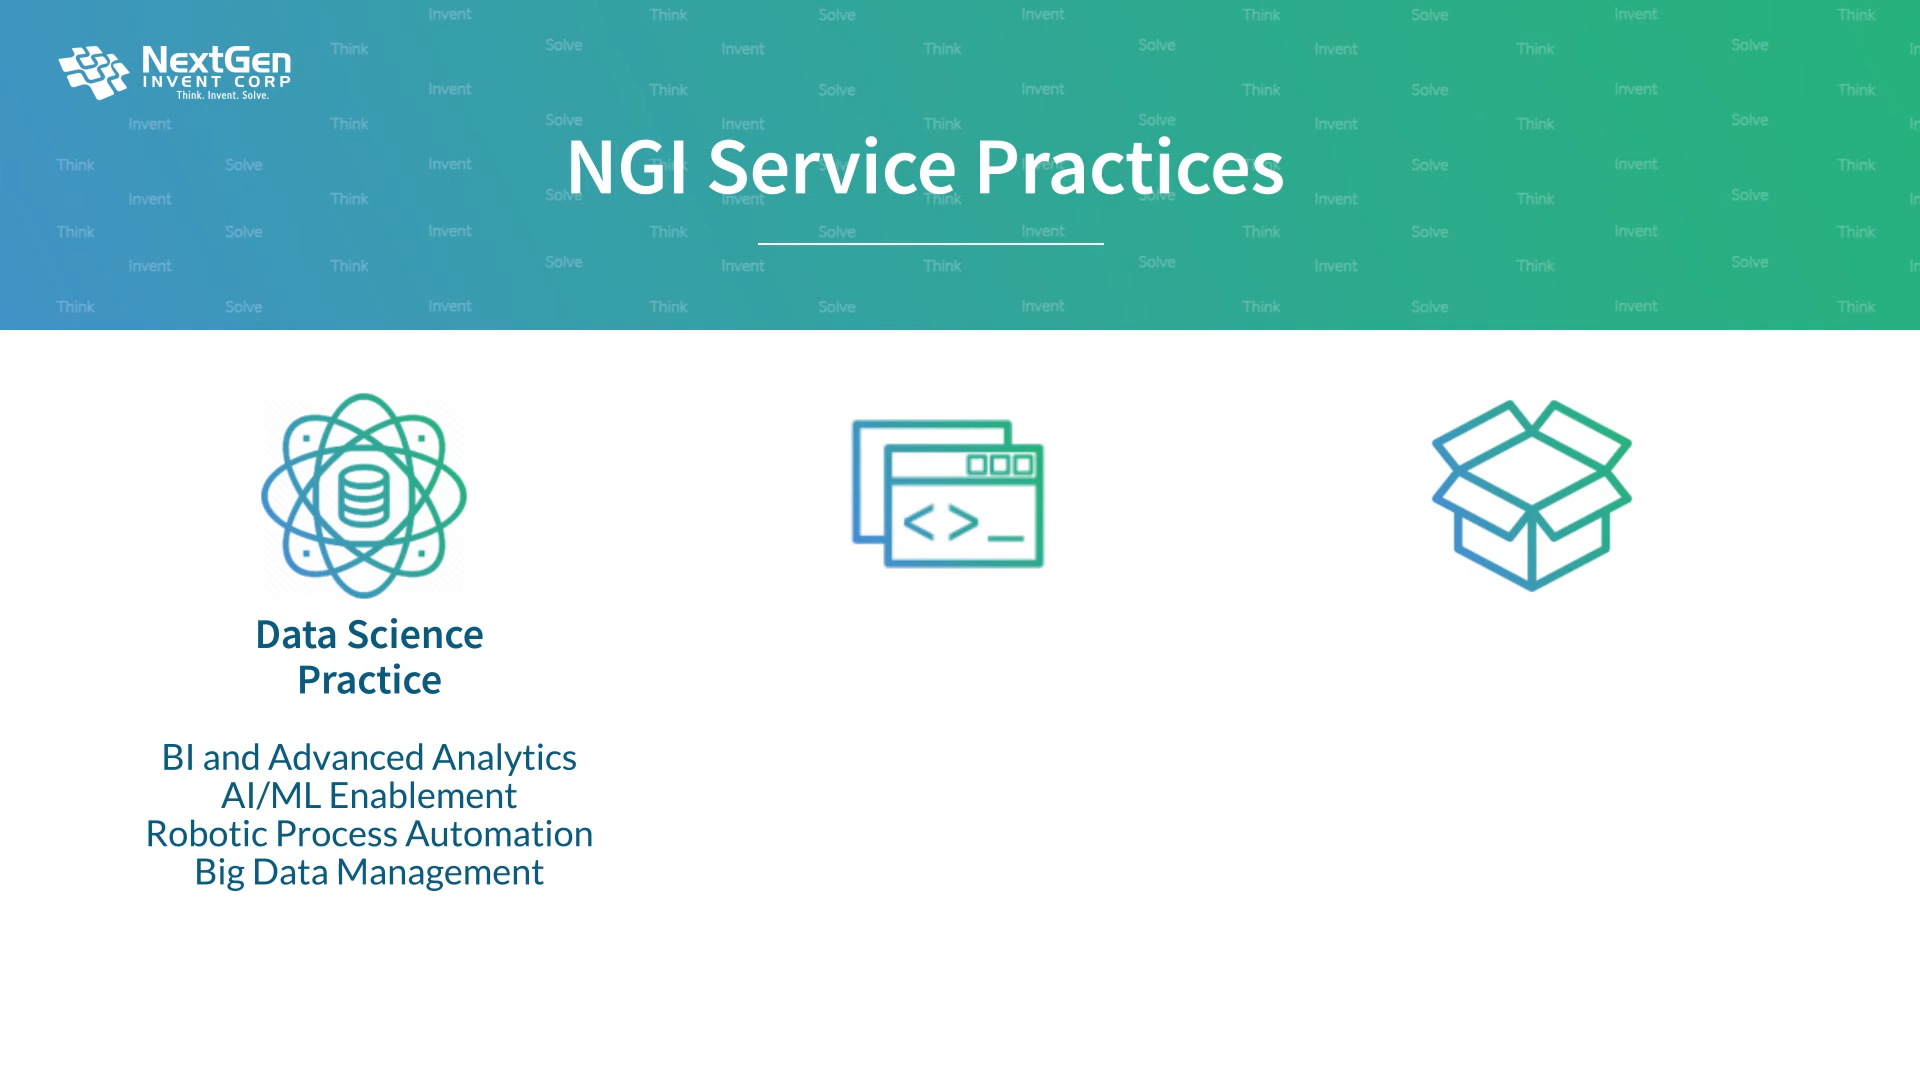 NextGen
INVENT CORP
Think. Invent. Solve.
NGI Service Practices
<>_
Data Science
Practice
BI and Advanced Analytics
AI/ML Enablement
Robotic Process Automation
Big Data Management